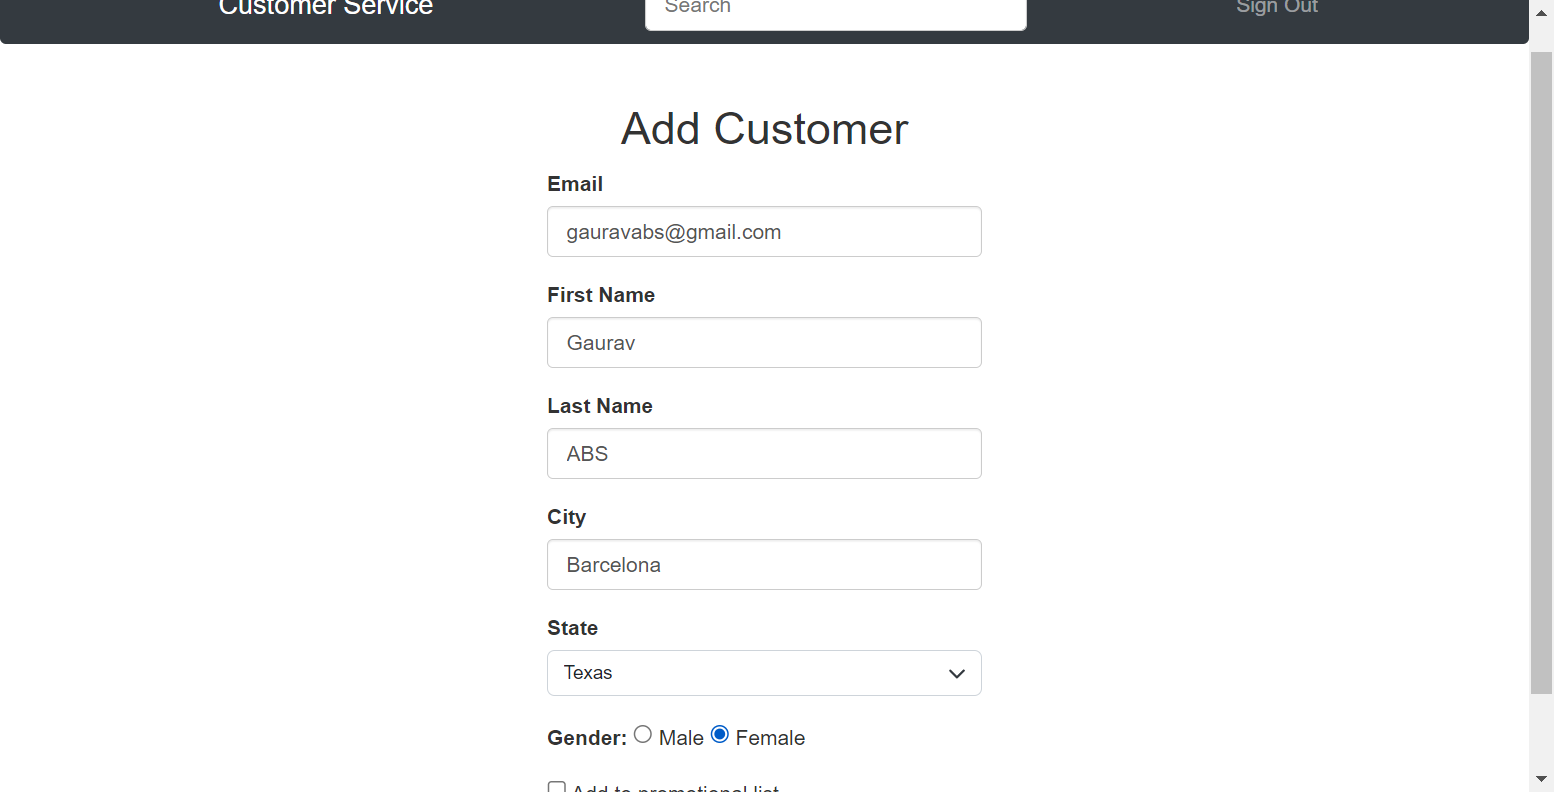 Customer Service Search Sign Out
Add Customer
Email
gauravabs@gmail.com
First Name
Gaurav
Last Name
ABS
City
Barcelona
State
Texas
Gender: Male Female
Add to promotional list